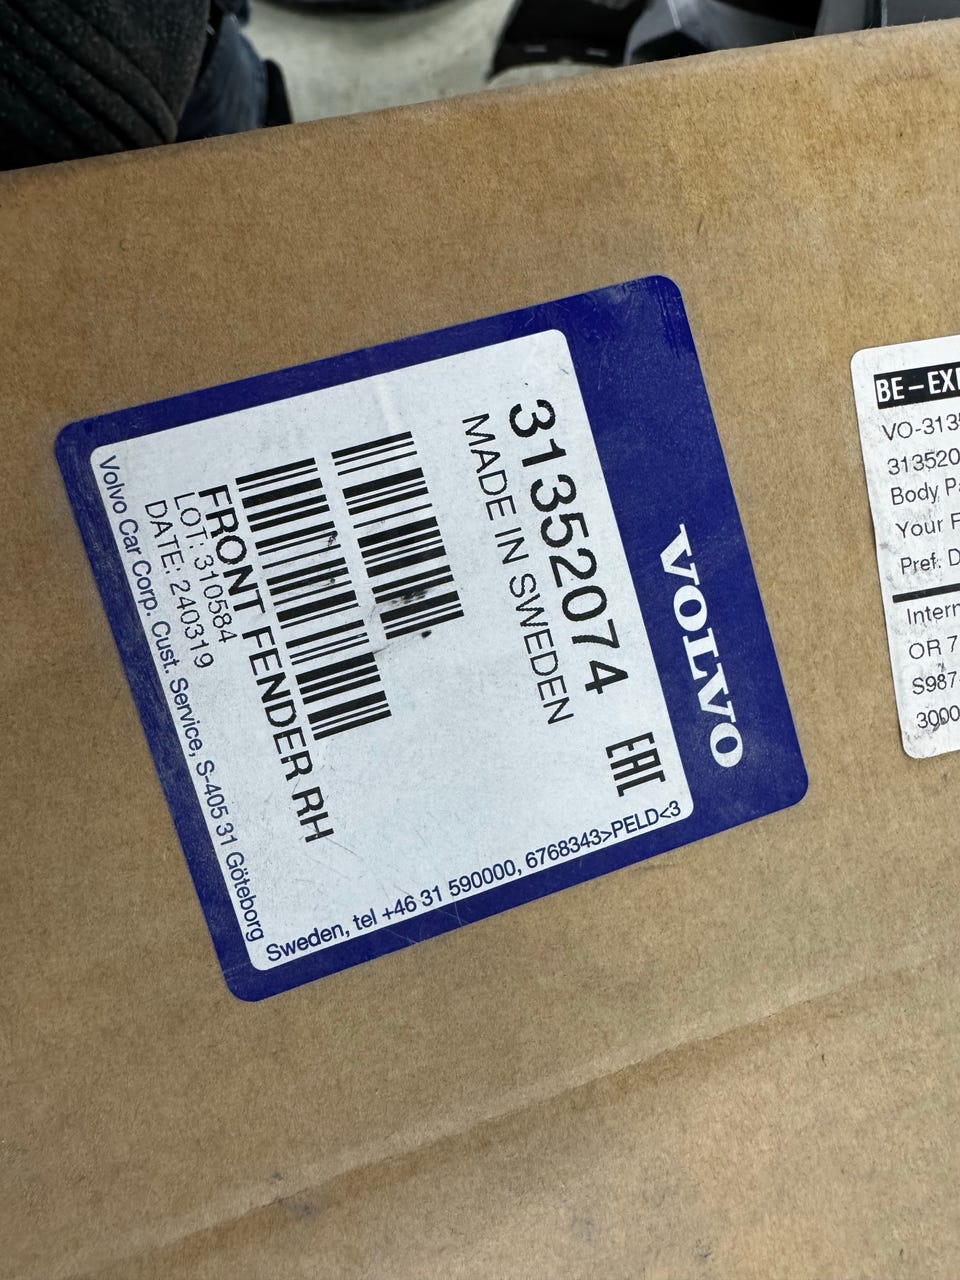 VOLVO
31352074
MADE IN SWEDEN
EAC
FRONT FENDER RH
LOT: 310584
DATE: 240319
Volvo Car Corp. Cust. Service, S-405 31 Göteborg
Sweden, tel +46 31 590000, 6768343>PELD<3
BE-EX
VO-313
313520
Body Pa
Your F
Pref. D
Intern
OR 7
S987
3000